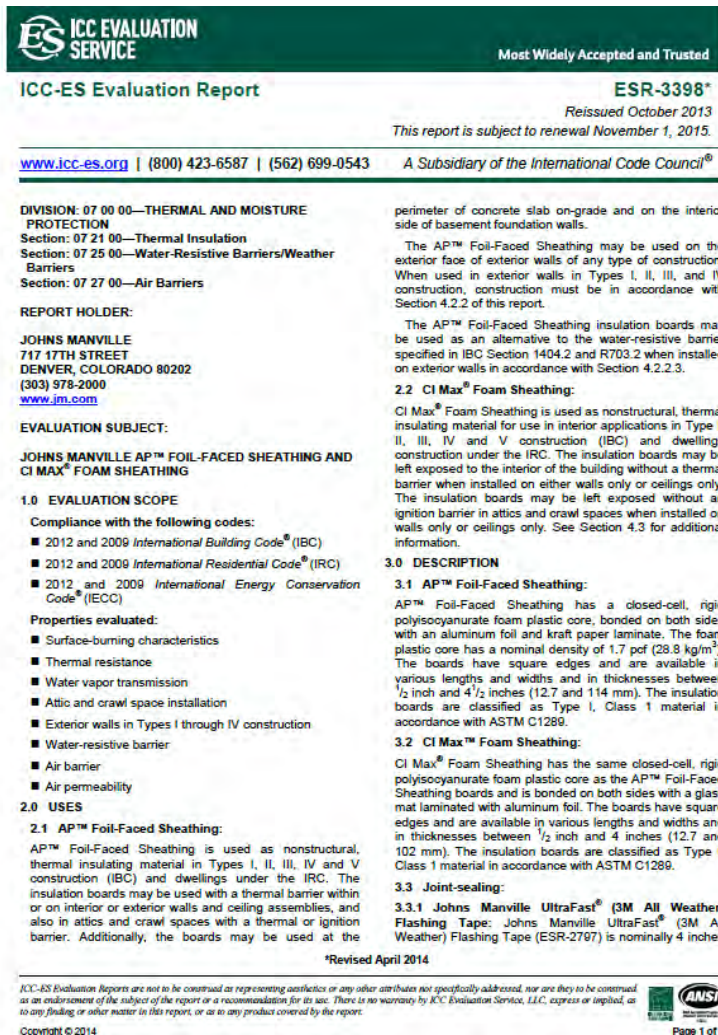 ES ICC EVALUATION
SERVICE
Most Widely Accepted and Trusted
ICC-ES Evaluation Report
ESR-3398*
Reissued October 2013
This report is subject to renewal November 1, 2015.
www.icc-es.org | (800) 423-6587 | (562) 699-0543
A Subsidiary of the International Code Council®
DIVISION: 07 00 00—THERMAL AND MOISTURE
PROTECTION
Section: 07 21 00—Thermal Insulation
Section: 07 25 00—Water-Resistive Barriers/Weather
Barriers
Section: 07 27 00—Air Barriers
REPORT HOLDER:
JOHNS MANVILLE
717 17TH STREET
DENVER, COLORADO 80202
(303) 978-2000
www.jm.com
EVALUATION SUBJECT:
JOHNS MANVILLE AP™ FOIL-FACED SHEATHING AND
CI MAX® FOAM SHEATHING
1.0 EVALUATION SCOPE
Compliance with the following codes:
■ 2012 and 2009 International Building Code® (IBC)
■ 2012 and 2009 International Residential Code® (IRC)
■ 2012 and 2009 International Energy Conservation
Code® (IECC)
Properties evaluated:
■ Surface-burning characteristics
■ Thermal resistance
■ Water vapor transmission
■ Attic and crawl space installation
■ Exterior walls in Types I through IV construction
■ Water-resistive barrier
■ Air barrier
■ Air permeability
2.0 USES
2.1 AP™ Foil-Faced Sheathing:
AP™ Foil-Faced Sheathing is used as nonstructural,
thermal insulating material in Types I, II, III, IV and V
construction (IBC) and dwellings under the IRC. The
insulation boards may be used with a thermal barrier within
or on interior or exterior walls and ceiling assemblies, and
also in attics and crawl spaces with a thermal or ignition
barrier. Additionally, the boards may be used at the
perimeter of concrete slab on-grade and on the interio
side of basement foundation walls.
The AP™ Foil-Faced Sheathing may be used on the
exterior face of exterior walls of any type of construction
When used in exterior walls in Types I, II, III, and IV
construction, construction must be in accordance with
Section 4.2.2 of this report.
The AP™ Foil-Faced Sheathing insulation boards ma
be used as an alternative to the water-resistive barrie
specified in IBC Section 1404.2 and R703.2 when installed
on exterior walls in accordance with Section 4.2.2.3.
2.2 CI Max® Foam Sheathing:
CI Max® Foam Sheathing is used as nonstructural, therma
insulating material for use in interior applications in Type
II, III, IV and V construction (IBC) and dwelling
construction under the IRC. The insulation boards may b
left exposed to the interior of the building without a therma
barrier when installed on either walls only or ceilings only
The insulation boards may be left exposed without a
ignition barrier in attics and crawl spaces when installed o
walls only or ceilings only. See Section 4.3 for additiona
information.
3.0 DESCRIPTION
3.1 AP™ Foil-Faced Sheathing:
AP™ Foil-Faced Sheathing has a closed-cell, rigi
polyisocyanurate foam plastic core, bonded on both side
with an aluminum foil and kraft paper laminate. The foam
plastic core has a nominal density of 1.7 pcf (28.8 kg/m³)
The boards have square edges and are available i
various lengths and widths and in thicknesses between
1/2 inch and 4 1/2 inches (12.7 and 114 mm). The insulation
boards are classified as Type I, Class 1 material i
accordance with ASTM C1289.
3.2 CI Max™ Foam Sheathing:
CI Max® Foam Sheathing has the same closed-cell, rigi
polyisocyanurate foam plastic core as the AP™ Foil-Face
Sheathing boards and is bonded on both sides with a glas
mat laminated with aluminum foil. The boards have squar
edges and are available in various lengths and widths an
in thicknesses between 1/2 inch and 4 inches (12.7 and
102 mm). The insulation boards are classified as Type
Class 1 material in accordance with ASTM C1289.
3.3 Joint-sealing:
3.3.1 Johns Manville UltraFast® (3M All Weather
Flashing Tape: Johns Manville UltraFast® (3M A
Weather) Flashing Tape (ESR-2797) is nominally 4 inche
*Revised April 2014
ICC-ES Evaluation Reports are not to be construed as representing aesthetics or any other attributes not specifically addressed, nor are they to be construed
as an endorsement of the subject of the report or a recommendation for its use. There is no warranty by ICC Evaluation Service, LLC, express or implied, as
to any finding or other matter in this report, or as to any product covered by the report.
ANSI
Copyright © 2014
Page 1 of